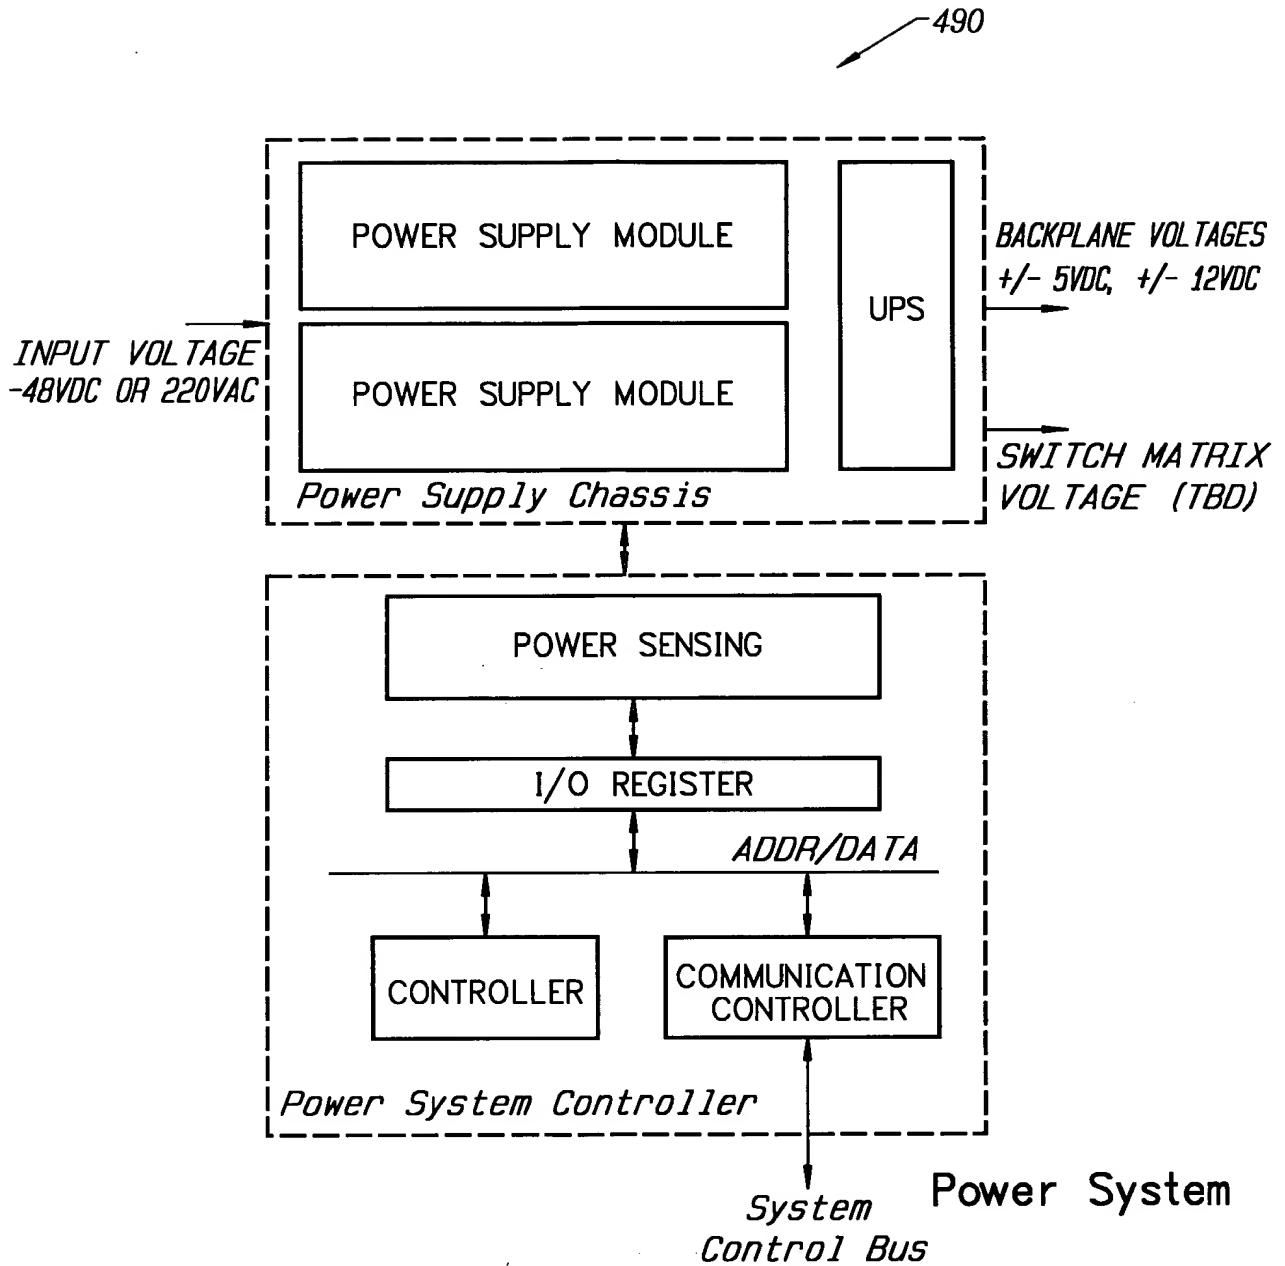 490
POWER SUPPLY MODULE
UPS
BACKPLANE VOLTAGES
+/- 5VDC, +/- 12VDC
INPUT VOLTAGE
-48VDC OR 220VAC
POWER SUPPLY MODULE
SWITCH MATRIX
VOLTAGE (TBD)
Power Supply Chassis
POWER SENSING
I/O REGISTER
ADDR/DATA
CONTROLLER
COMMUNICATION
CONTROLLER
Power System Controller
System
Control Bus
Power System